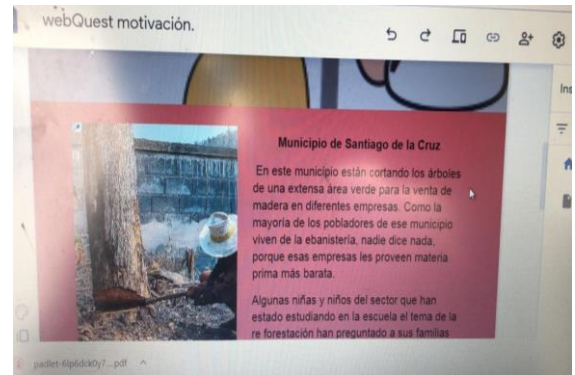 webQuest motivación.
Ins
Municipio de Santiago de la Cruz
En este municipio están cortando los árboles
de una extensa área verde para la venta de
madera en diferentes empresas. Como la
mayoría de los pobladores de ese municipio
viven de la ebanistería, nadie dice nada,
porque esas empresas les proveen materia
prima más barata.
Algunas niñas y niños del sector que han
estado estudiando en la escuela el tema de la
re forestación han preguntado a sus familias